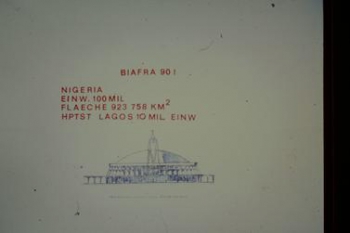 BIAFRA 90 I
NIGERIA
EINW. 100 MIL
FLAECHE 923 758 KM2
HPTST LAGOS 10 MIL. EINW